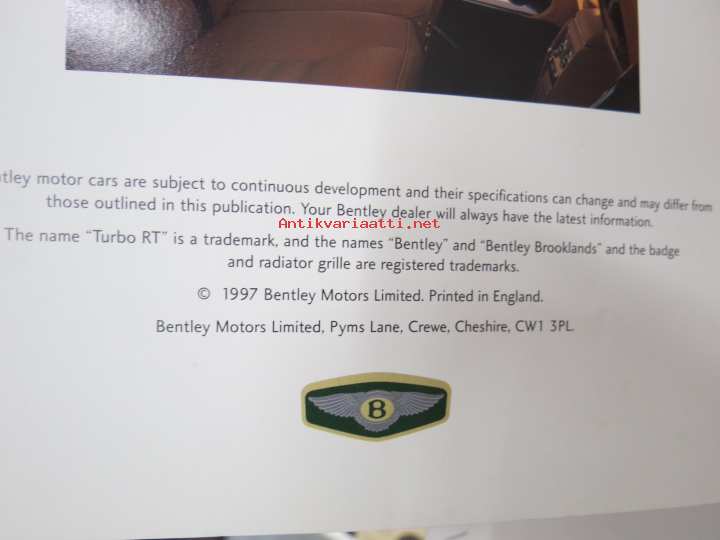 ntley motor cars are subject to continuous development and their specifications can change and may differ from
those outlined in this publication. Your Bentley dealer will always have the latest information.
Antikvariaatti.net
The name “Turbo RT” is a trademark, and the names “Bentley” and “Bentley Brooklands” and the badge
and radiator grille are registered trademarks.
© 1997 Bentley Motors Limited. Printed in England.
Bentley Motors Limited, Pyms Lane, Crewe, Cheshire, CW1 3PL
B